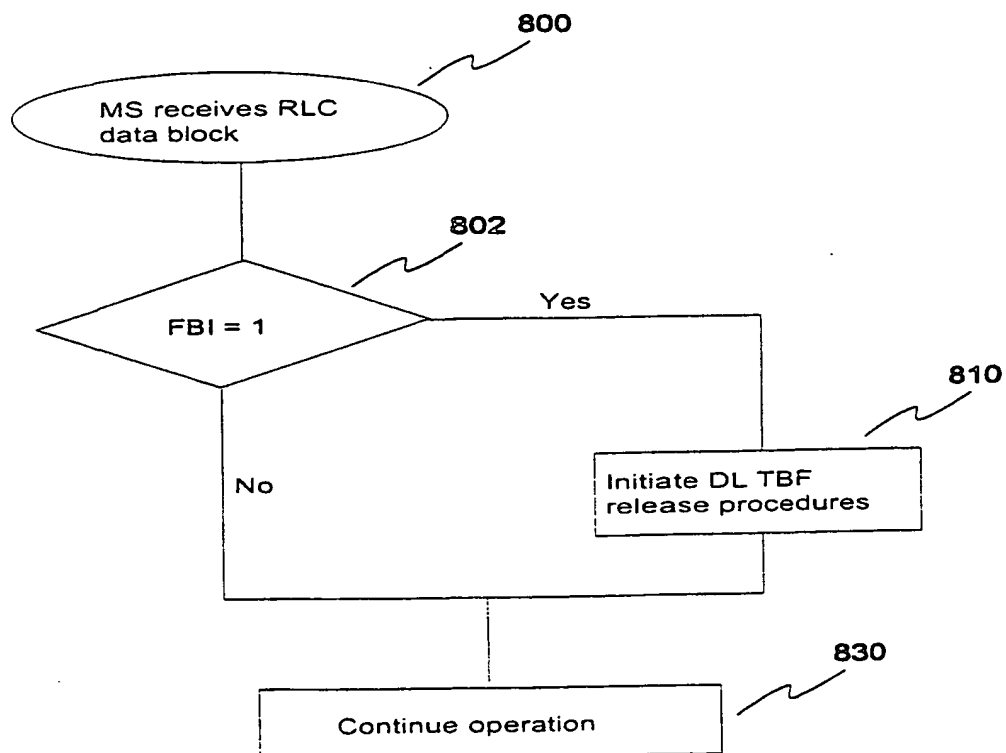 800
MS receives RLC
data block
802
FBI = 1
Yes
810
No
Initiate DL TBF
release procedures
830
Continue operation